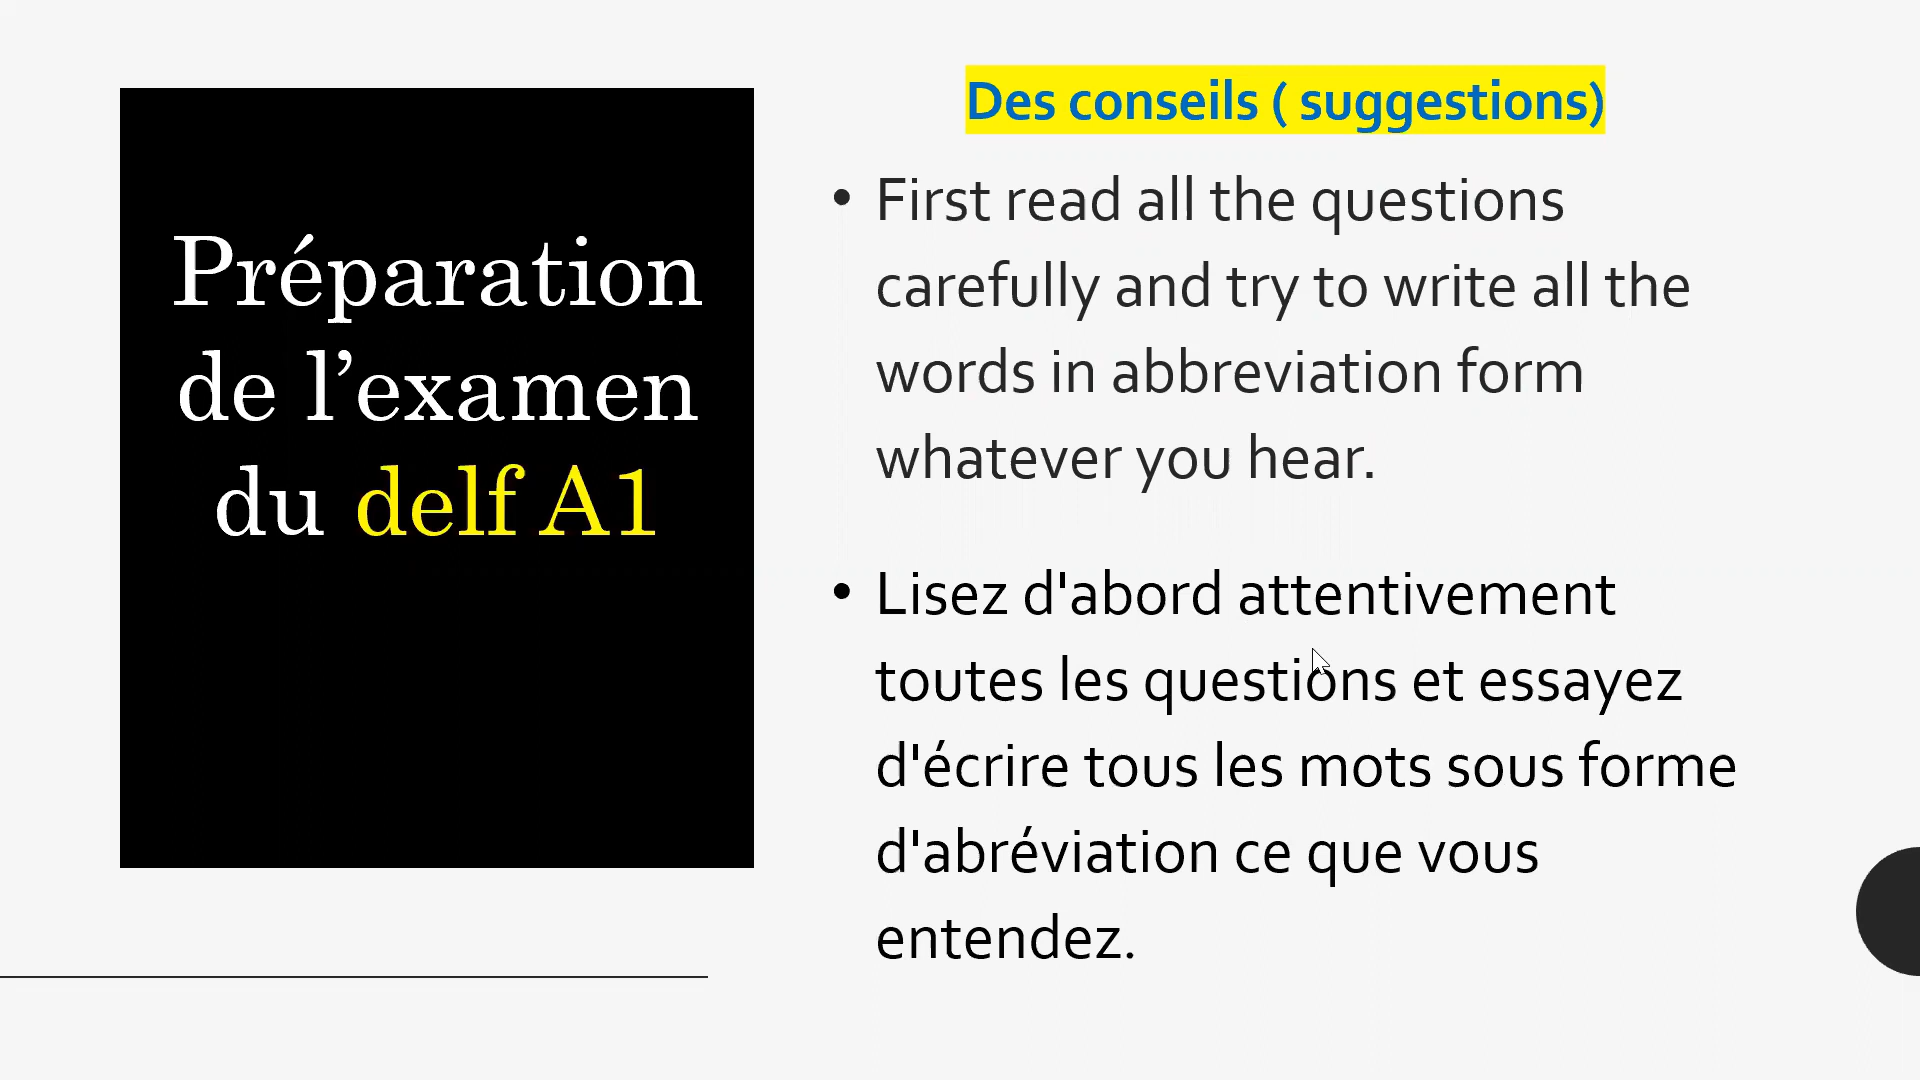 Préparation
de l’examen
du delf A1
Des conseils ( suggestions)
• First read all the questions
carefully and try to write all the
words in abbreviation form
whatever you hear.
• Lisez d'abord attentivement
toutes les questions et essayez
d'écrire tous les mots sous forme
d'abréviation ce que vous
entendez.